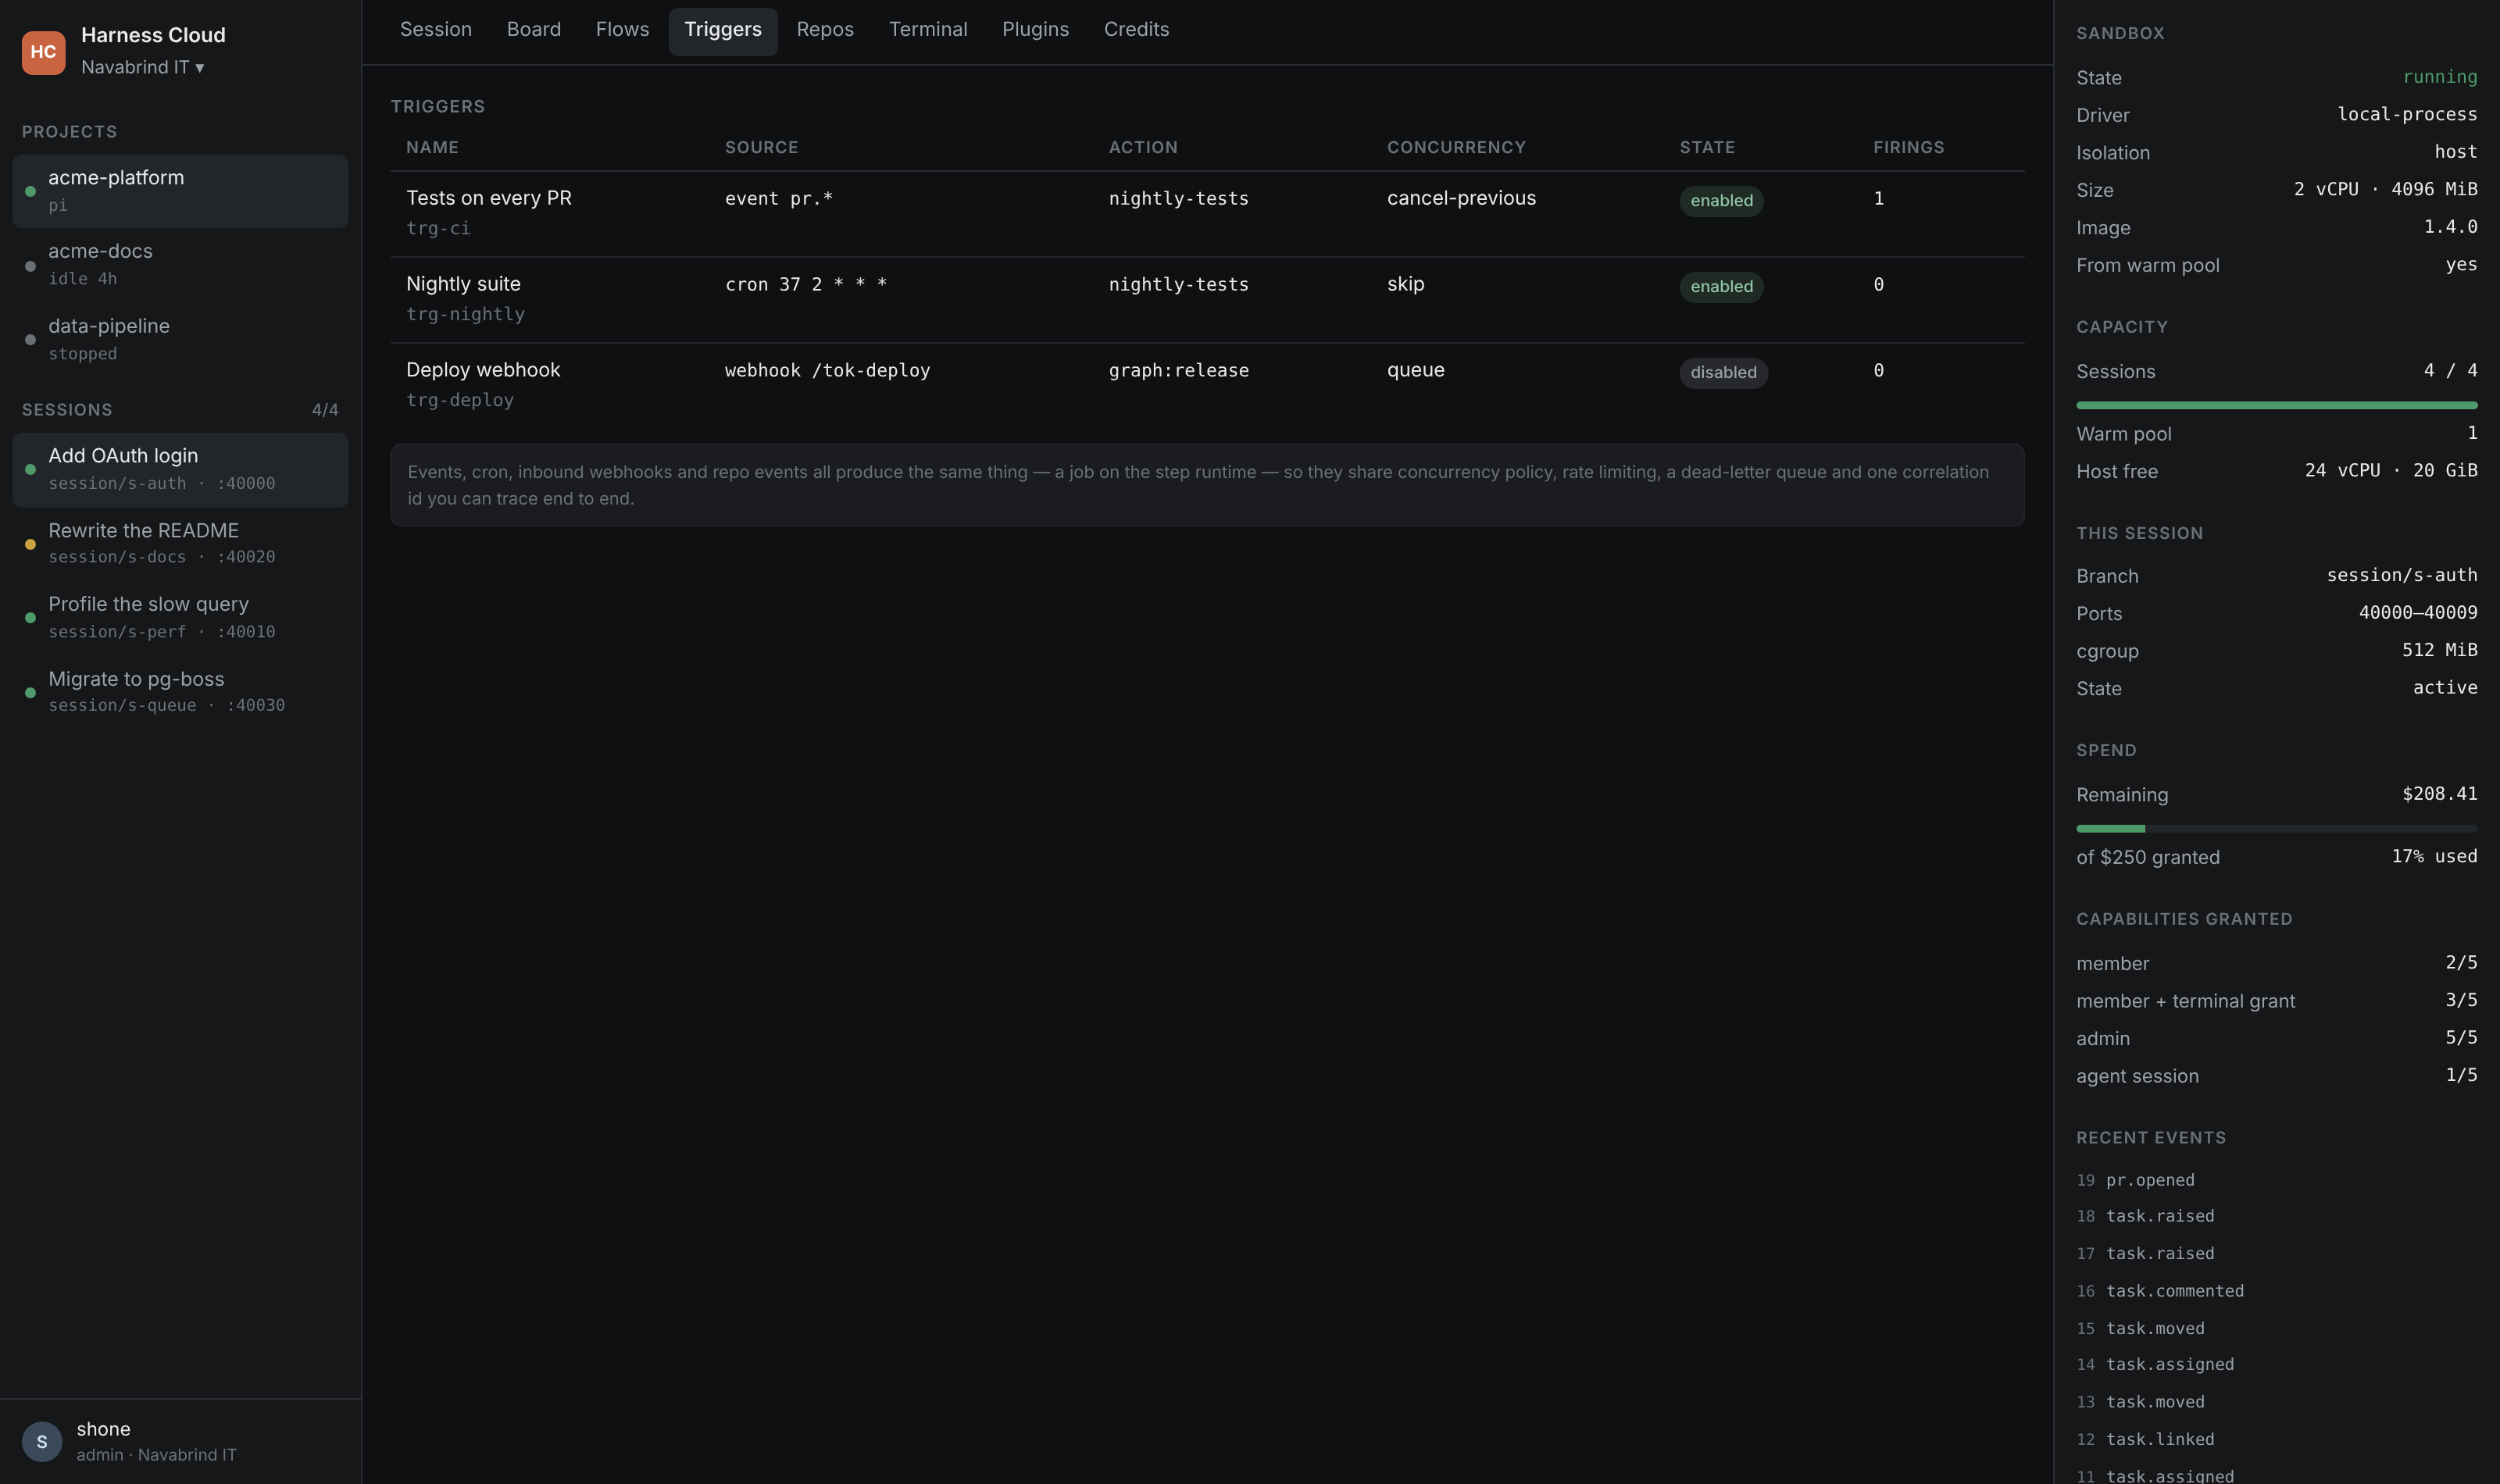 HC
Harness Cloud
Navabrind IT ▾
PROJECTS
acme-platform
pi
acme-docs
idle 4h
data-pipeline
stopped
SESSIONS 4/4
Add OAuth login
session/s-auth · :40000
Rewrite the README
session/s-docs · :40020
Profile the slow query
session/s-perf · :40010
Migrate to pg-boss
session/s-queue · :40030
S
shone
admin · Navabrind IT
Session Board Flows Triggers Repos Terminal Plugins Credits
TRIGGERS
NAME SOURCE ACTION CONCURRENCY STATE FIRINGS
Tests on every PR event pr.* nightly-tests cancel-previous enabled 1
trg-ci
Nightly suite cron 37 2 * * * nightly-tests skip enabled 0
trg-nightly
Deploy webhook webhook /tok-deploy graph:release queue disabled 0
trg-deploy
Events, cron, inbound webhooks and repo events all produce the same thing — a job on the step runtime — so they share concurrency policy, rate limiting, a dead-letter queue and one correlation
id you can trace end to end.
SANDBOX
State running
Driver local-process
Isolation host
Size 2 vCPU · 4096 MiB
Image 1.4.0
From warm pool yes
CAPACITY
Sessions 4 / 4
Warm pool 1
Host free 24 vCPU · 20 GiB
THIS SESSION
Branch session/s-auth
Ports 40000–40009
cgroup 512 MiB
State active
SPEND
Remaining $208.41
of $250 granted 17% used
CAPABILITIES GRANTED
member 2/5
member + terminal grant 3/5
admin 5/5
agent session 1/5
RECENT EVENTS
19 pr.opened
18 task.raised
17 task.raised
16 task.commented
15 task.moved
14 task.assigned
13 task.moved
12 task.linked
11 task.assigned